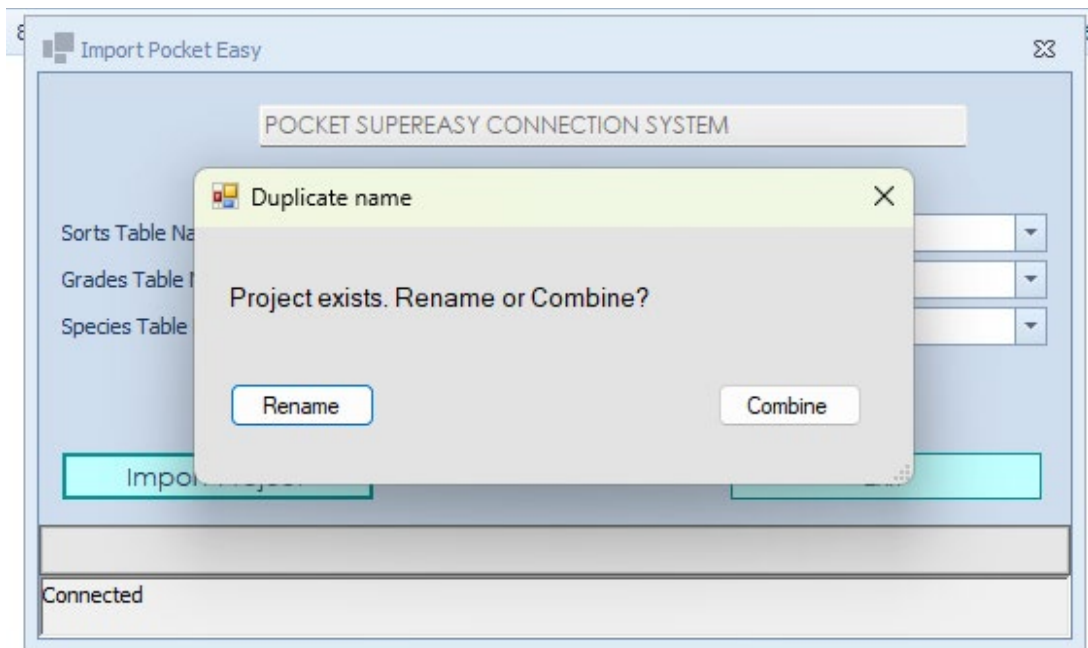 Import Pocket Easy
POCKET SUPEREASY CONNECTION SYSTEM
Duplicate name
Sorts Table
Grades Table
Species Table
Project exists. Rename or Combine?
Rename
Combine
Connected